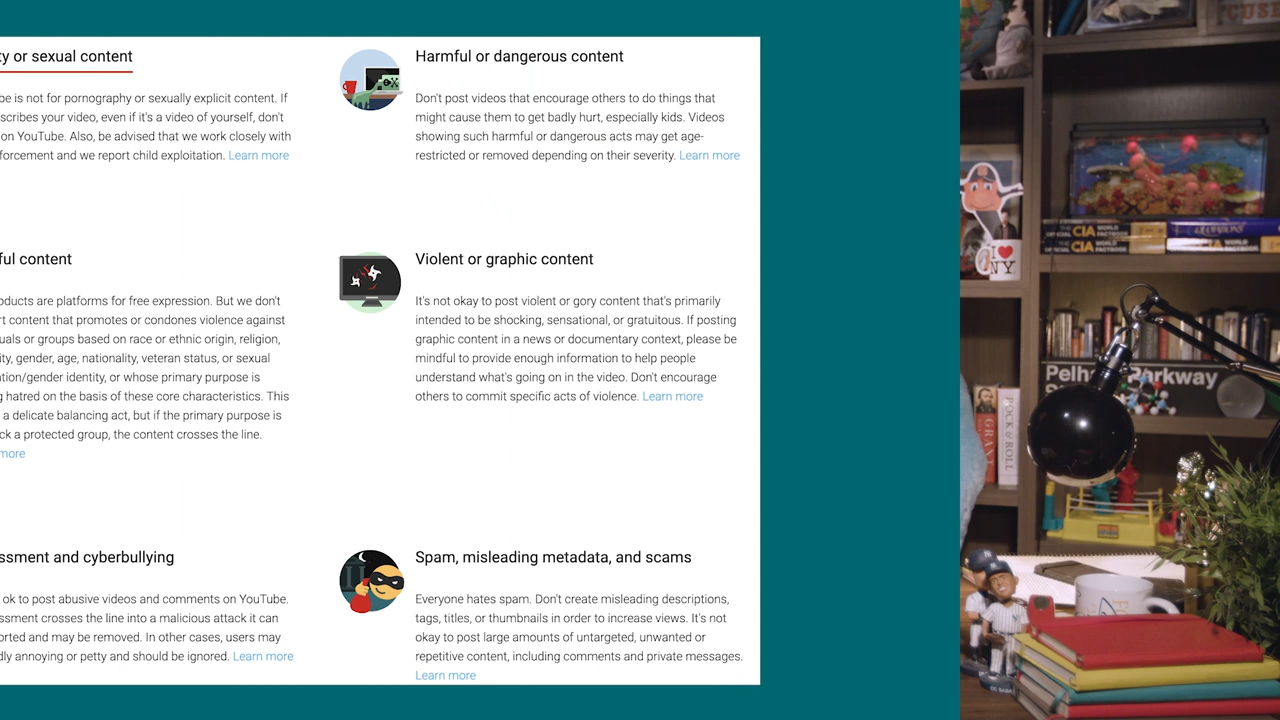 ty or sexual content
be is not for pornography or sexually explicit content. If
scribes your video, even if it's a video of yourself, don't
on YouTube. Also, be advised that we work closely with
forcement and we report child exploitation. Learn more
Harmful or dangerous content
Don't post videos that encourage others to do things that
might cause them to get badly hurt, especially kids. Videos
showing such harmful or dangerous acts may get age-
restricted or removed depending on their severity. Learn more
ful content
oducts are platforms for free expression. But we don't
rt content that promotes or condones violence against
uals or groups based on race or ethnic origin, religion,
ity, gender, age, nationality, veteran status, or sexual
ation/gender identity, or whose primary purpose is
g hatred on the basis of these core characteristics. This
a delicate balancing act, but if the primary purpose is
ck a protected group, the content crosses the line.
more
Violent or graphic content
It's not okay to post violent or gory content that's primarily
intended to be shocking, sensational, or gratuitous. If posting
graphic content in a news or documentary context, please be
mindful to provide enough information to help people
understand what's going on in the video. Don't encourage
others to commit specific acts of violence. Learn more
ssment and cyberbullying
ok to post abusive videos and comments on YouTube.
ssment crosses the line into a malicious attack it can
orted and may be removed. In other cases, users may
dly annoying or petty and should be ignored. Learn more
Spam, misleading metadata, and scams
Everyone hates spam. Don't create misleading descriptions,
tags, titles, or thumbnails in order to increase views. It's not
okay to post large amounts of untargeted, unwanted or
repetitive content, including comments and private messages.
Learn more
CUSE
CIA WORLD FACTBOOK
CIA WORLD FACTBOOK
I NY
Pelham Parkway
GRANT
POCK & ROLL